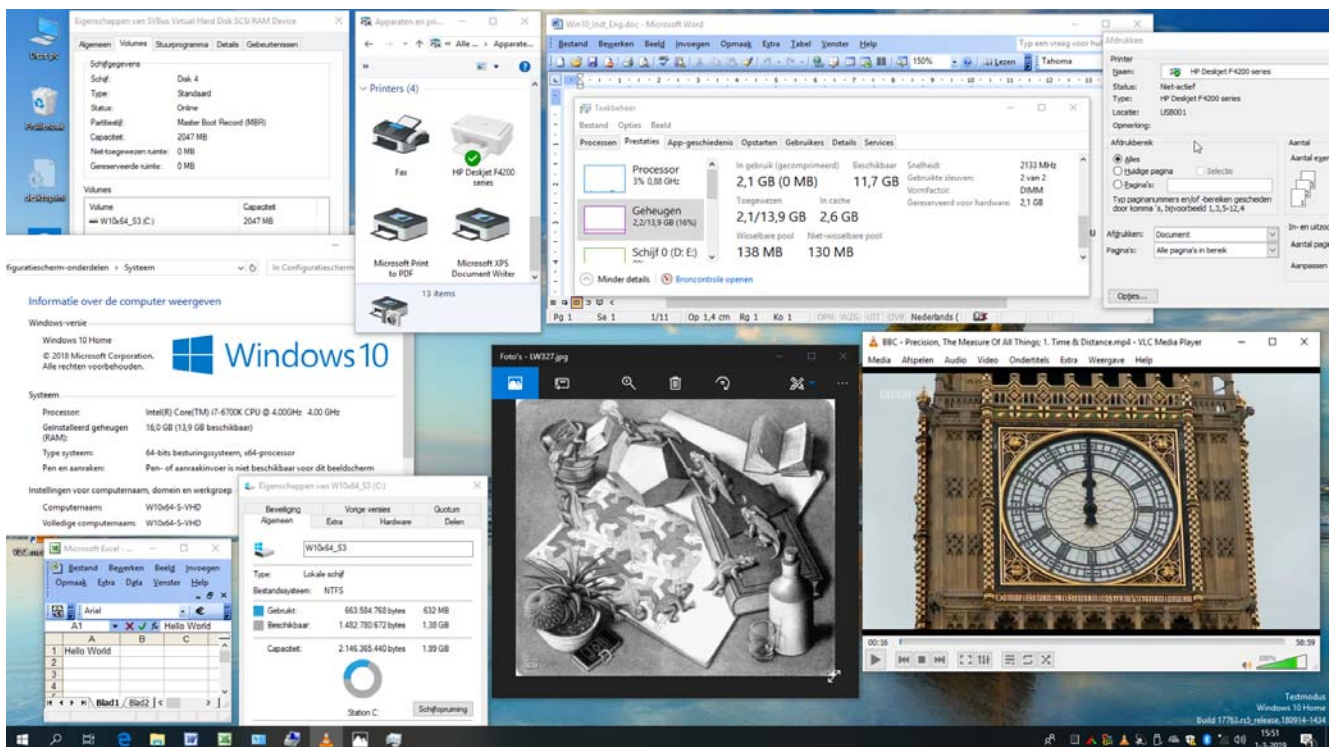 Eigenschappen van SVBus Virtual Hard Disk SCSI RAM Device
Algemeen Volumes Stuurprogramma Details Gebeurtenissen
Schijfgegevens
Schijf: Disk 4
Type: Standaard
Status: Online
Partitiestijl: Master Boot Record (MBR)
Capaciteit: 2047 MB
Niet-toegewezen ruimte: 0 MB
Gereserveerde ruimte: 0 MB
Volumes
Volume Capaciteit
W10x64_S3 (C:) 2047 MB
Deze pc
Prullenbak
desktop.ini
Apparaten en pri...
Alle... > Apparate...
Printers (4)
Fax
HP Deskjet F4200 series
Microsoft Print to PDF
Microsoft XPS Document Writer
13 items
Win10_Inst_Eng.doc - Microsoft Word
Bestand Bewerken Beeld Invoegen Opmaak Extra Tabel Venster Help
Typ een vraag voor hul
150% Lezen Tahoma
Taakbeheer
Bestand Opties Beeld
Processen Prestaties App-geschiedenis Opstarten Gebruikers Details Services
Processor
3% 0,88 GHz
Geheugen
2,2/13,9 GB (16%)
Schijf 0 (D: E:)
In gebruik (gecomprimeerd) Beschikbaar
2,1 GB (0 MB) 11,7 GB
Toegewezen In cache
2,1/13,9 GB 2,6 GB
Wisselbare pool Niet-wisselbare pool
138 MB 130 MB
Snelheid: 2133 MHz
Gebruikte sleuven: 2 van 2
Vormfactor: DIMM
Gereserveerd voor hardware: 2,1 GB
Minder details Broncontrole openen
Pg 1 Se 1 1/11 Op 1,4 cm Rg 1 Ko 1 OPN WZG UIT OVR Nederlands (
Afdrukken
Printer
Naam: HP Deskjet F4200 series
Status: Niet-actief
Type: HP Deskjet F4200 series
Locatie: USB001
Opmerking:
Afdrukbereik
Alles
Huidige pagina Selectie
Pagina's:
Typ paginanummers en/of -bereiken gescheiden
door komma 's, bijvoorbeeld 1,3,5-12,4
Aantal
Aantal exem
Afdrukken: Document
Pagina's: Alle pagina's in bereik
In- en uitzoo
Aantal pagi
Aanpassen
Opties...
figuratiescherm-onderdelen > Systeem
In Configuratiescherm
Informatie over de computer weergeven
Windows-versie
Windows 10 Home
© 2018 Microsoft Corporation.
Alle rechten voorbehouden.
Windows 10
Systeem
Processor: Intel(R) Core(TM) i7-6700K CPU @ 4.00GHz 4.00 GHz
Geïnstalleerd geheugen (RAM): 16,0 GB (13,9 GB beschikbaar)
Type systeem: 64-bits besturingssysteem, x64-processor
Pen en aanraken: Pen- of aanraakinvoer is niet beschikbaar voor dit beeldscherm
Instellingen voor computernaam, domein en werkgroep
Computernaam: W10x64-S-VHD
Volledige computernaam: W10x64-S-VHD
Microsoft Excel - ...
Bestand Bewerken Beeld Invoegen
Opmaak Extra Data Venster Help
Arial
A1 Hello World
A B C
1 Hello World
2
3
4
Blad1 Blad2
Eigenschappen van W10x64_S3 (C:)
Beveiliging Vorige versies Quotum
Algemeen Extra Hardware Delen
W10x64_S3
Type: Lokale schijf
Bestandssysteem: NTFS
Gebruikt: 663.584.768 bytes 632 MB
Beschikbaar: 1.482.780.672 bytes 1,38 GB
Capaciteit: 2.146.365.440 bytes 1,99 GB
Station C: Schijfopruiming
Foto's - LW327.jpg
BBC - Precision, The Measure Of All Things; 1. Time & Distance.mp4 - VLC Media Player
Media Afspelen Audio Video Ondertitels Extra Weergave Help
00:16 58:59
100%
Testmodus
Windows 10 Home
Build 17763.rs5_release.180914-1434
15:51
1-3-2019